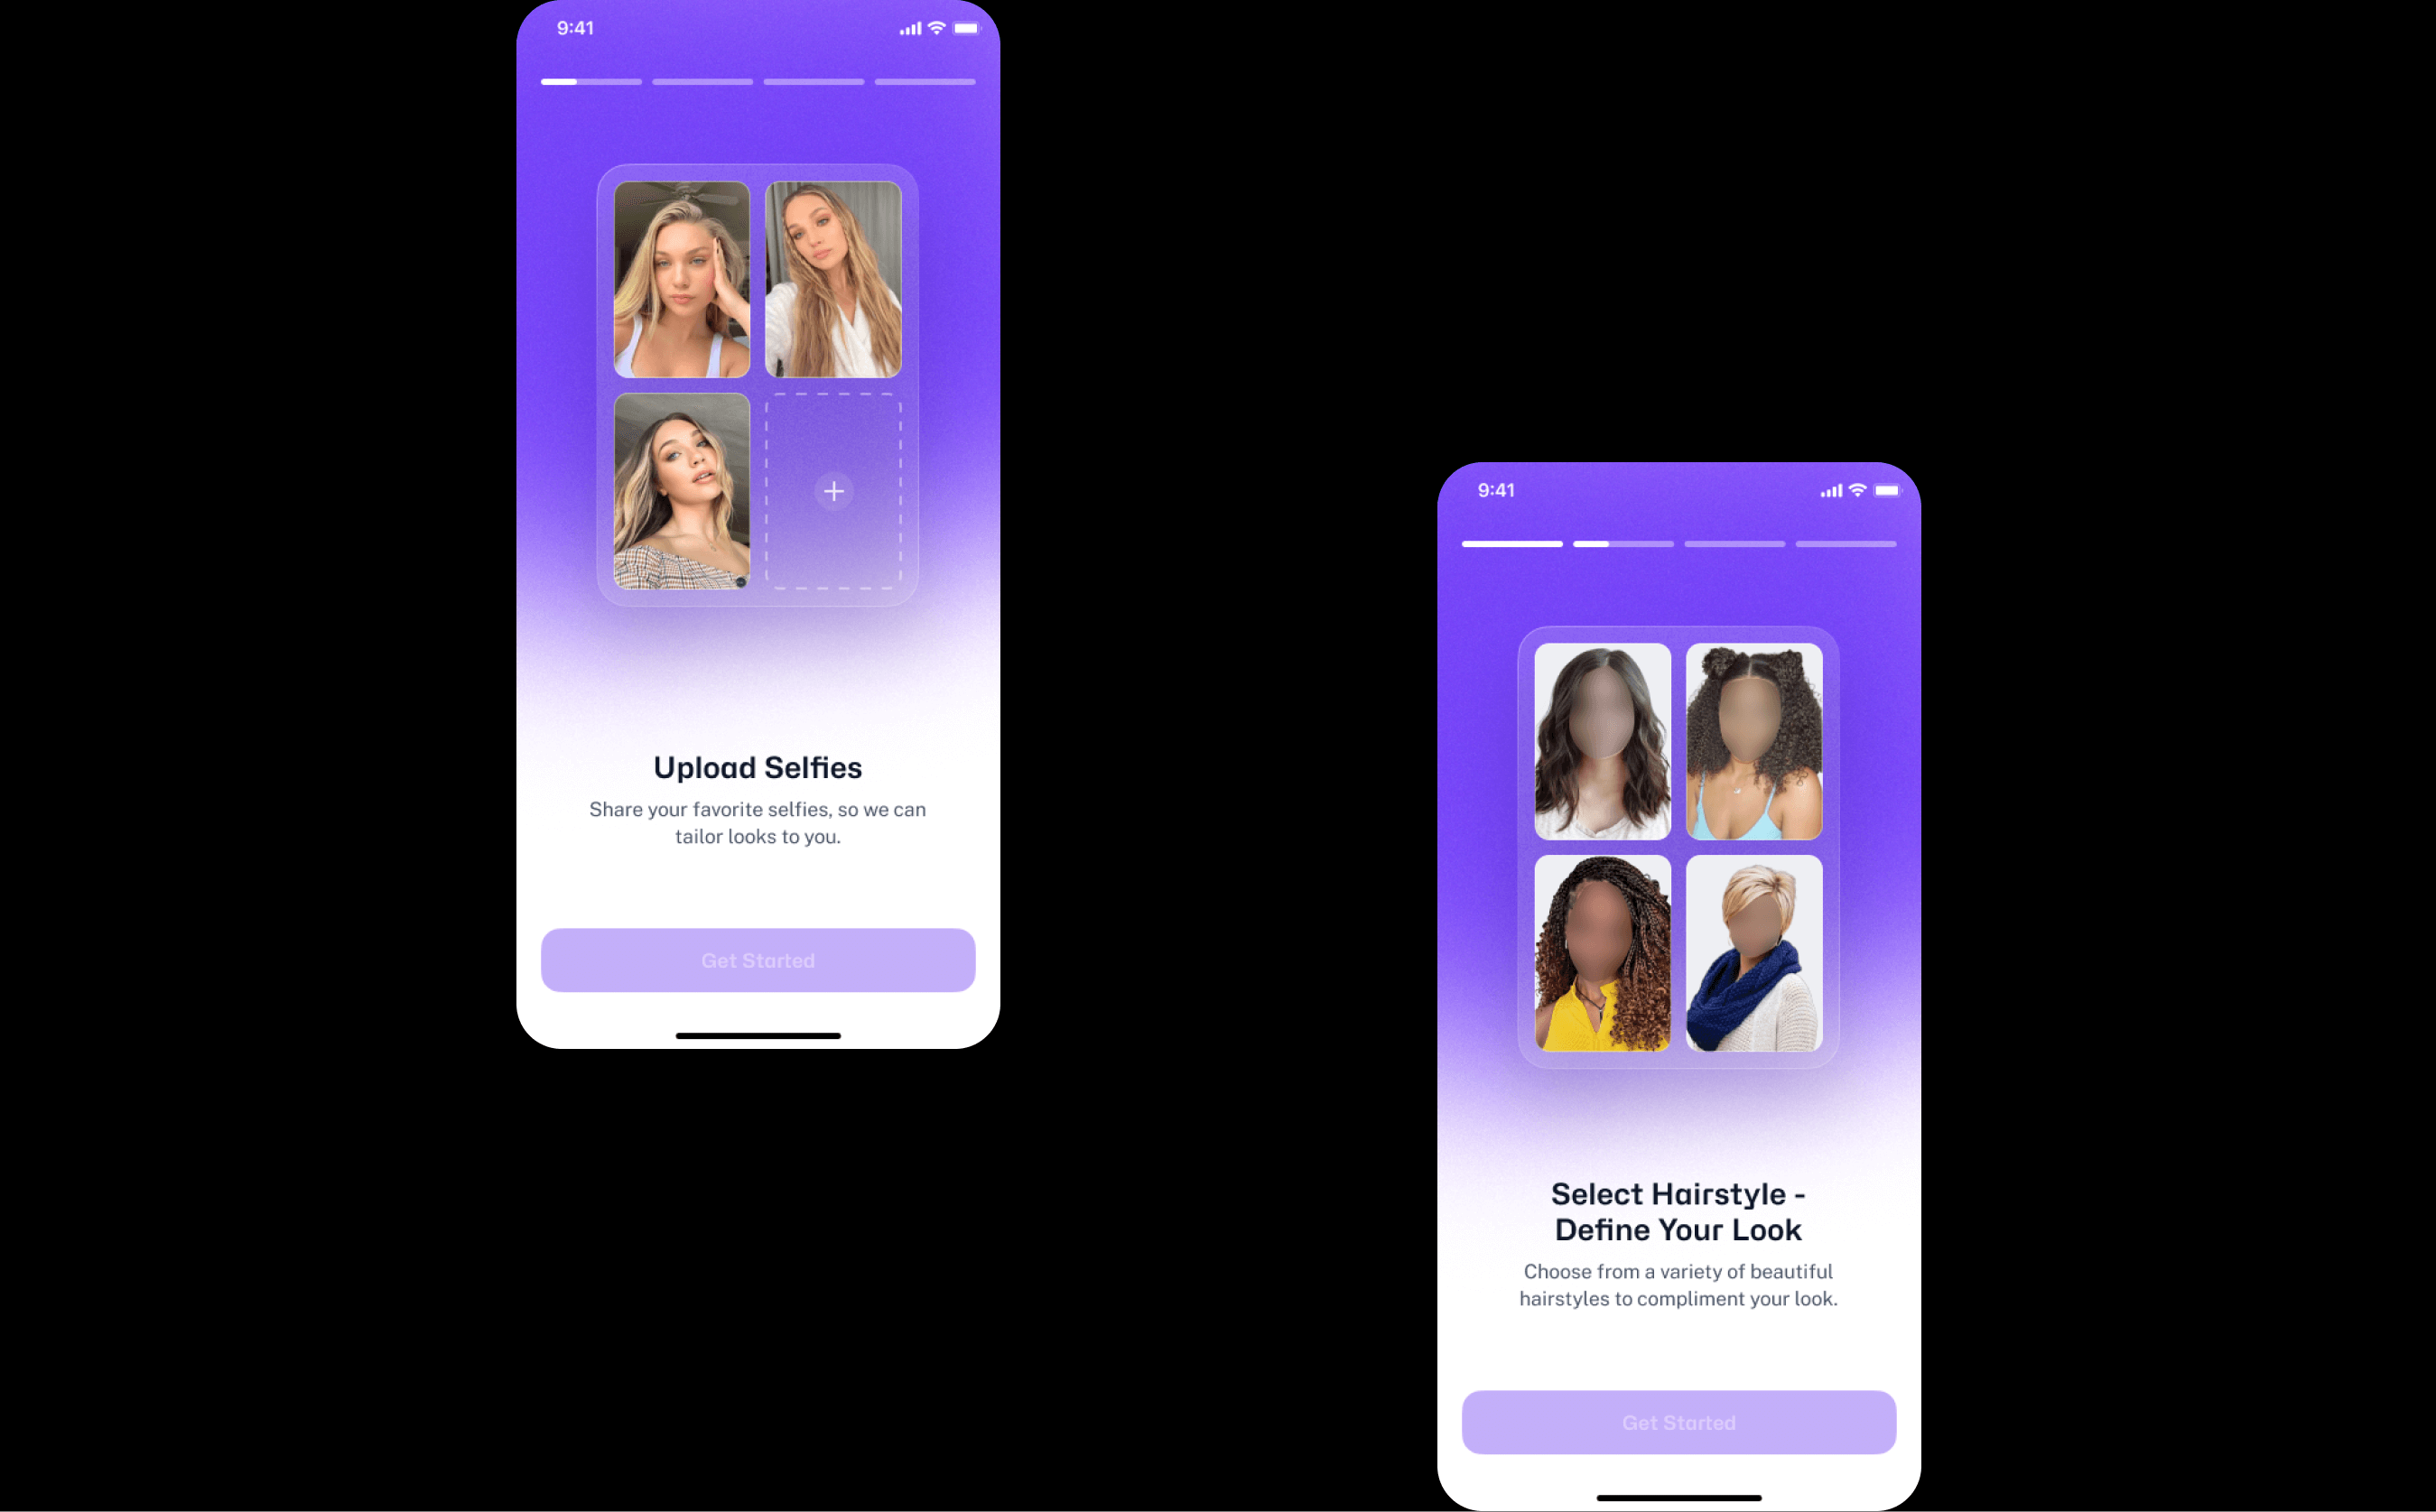 9:41
Upload Selfies
Share your favorite selfies, so we can
tailor looks to you.
Get Started
9:41
Select Hairstyle -
Define Your Look
Choose from a variety of beautiful
hairstyles to compliment your look.
Get Started